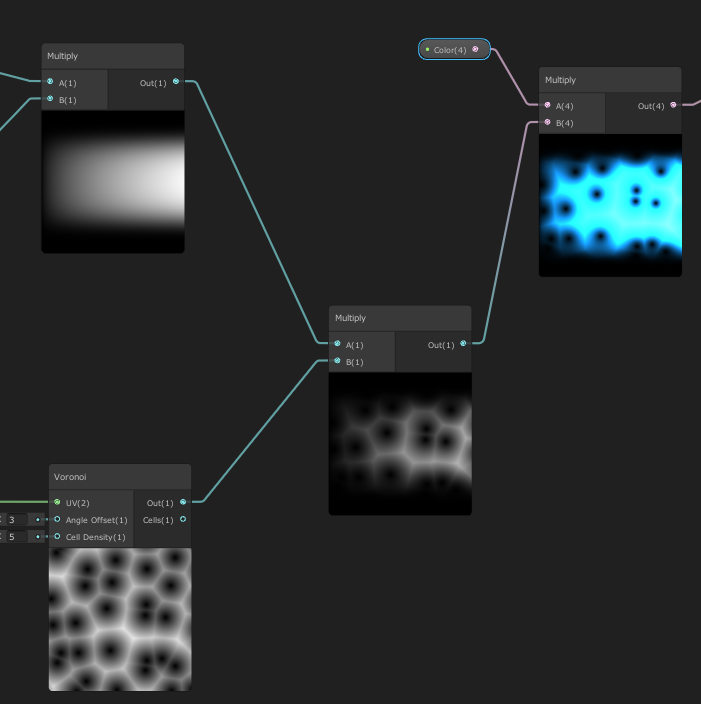 Multiply
A(1) Out(1)
B(1)
Color(4)
Multiply
A(4) Out(4)
B(4)
Multiply
A(1) Out(1)
B(1)
Voronoi
UV(2) Out(1)
3 Angle Offset(1) Cells(1)
5 Cell Density(1)